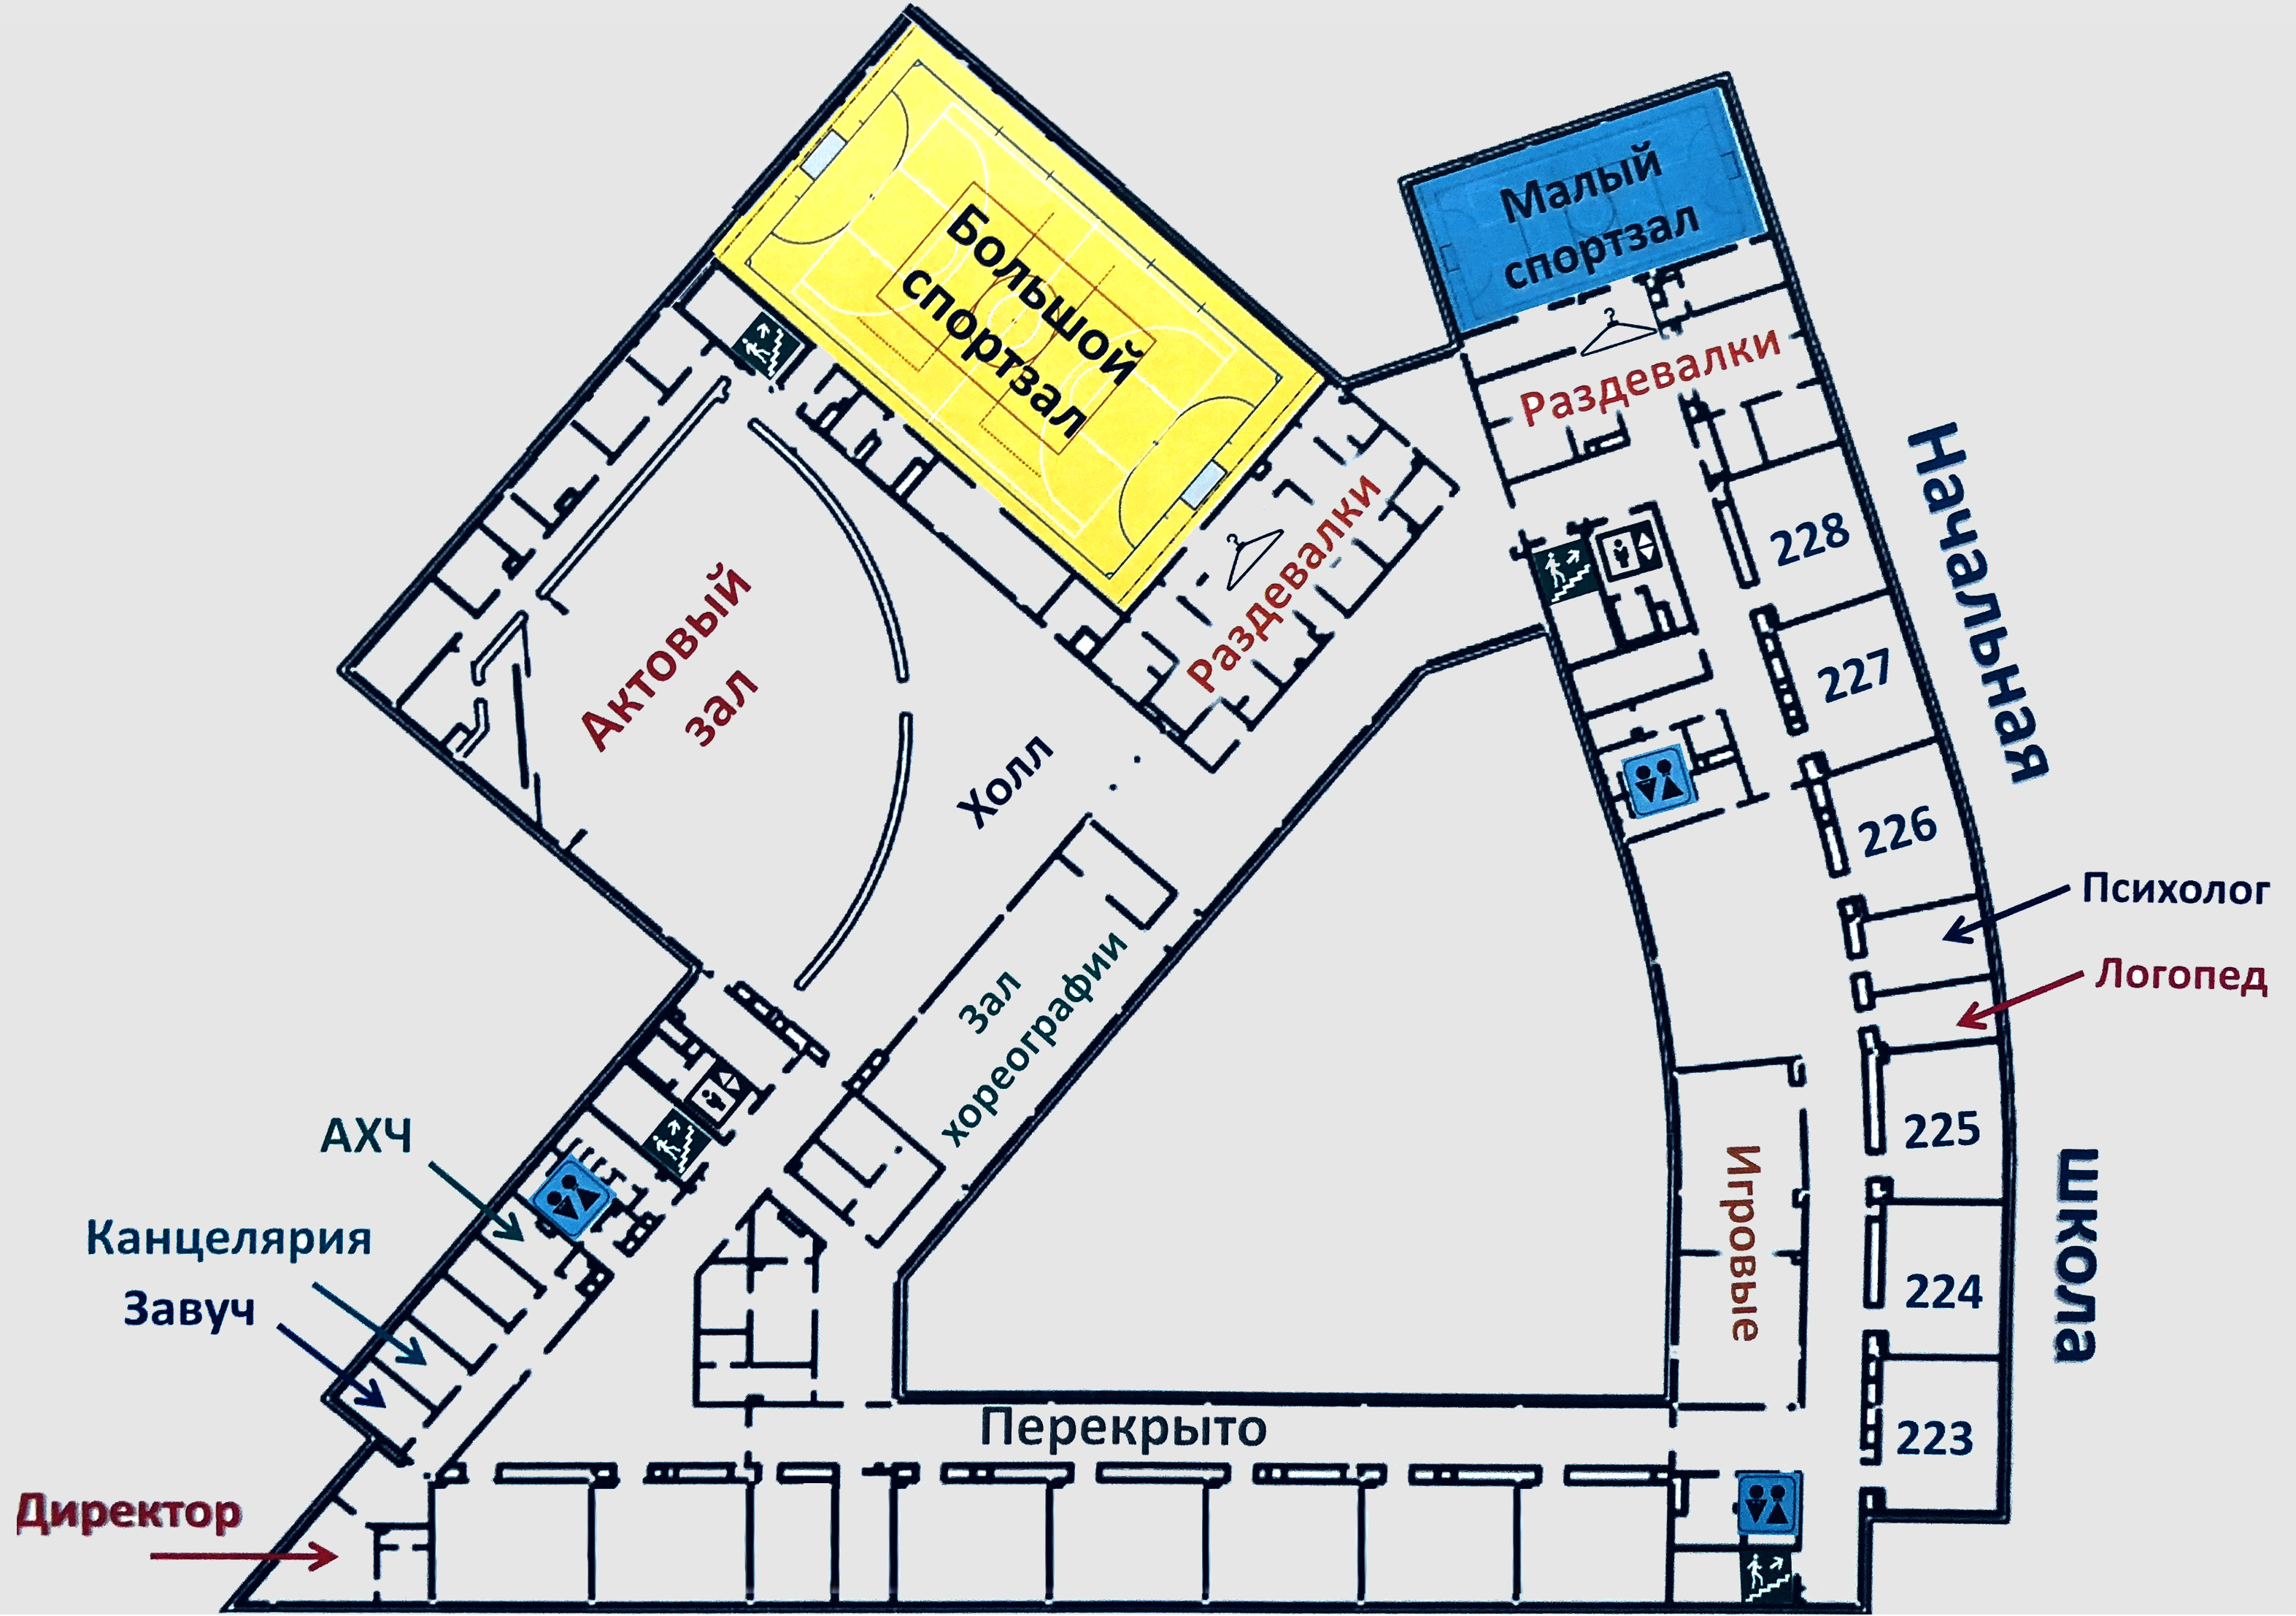 Большой
спортзал
Малый
спортзал
Раздевалки
Раздевалки
Актовый
зал
Холл
Зал
хореографии
228
227
226
Начальная
школа
Психолог
Логопед
225
224
223
Игровые
АХЧ
Канцелярия
Завуч
Перекрыто
Директор